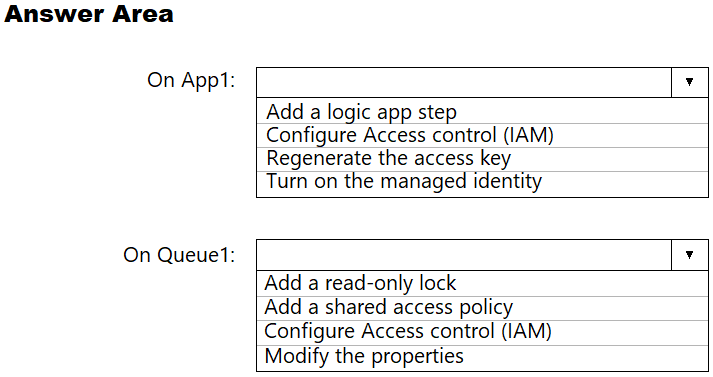 Answer Area
On App1:
Add a logic app step
Configure Access control (IAM)
Regenerate the access key
Turn on the managed identity
On Queue1:
Add a read-only lock
Add a shared access policy
Configure Access control (IAM)
Modify the properties